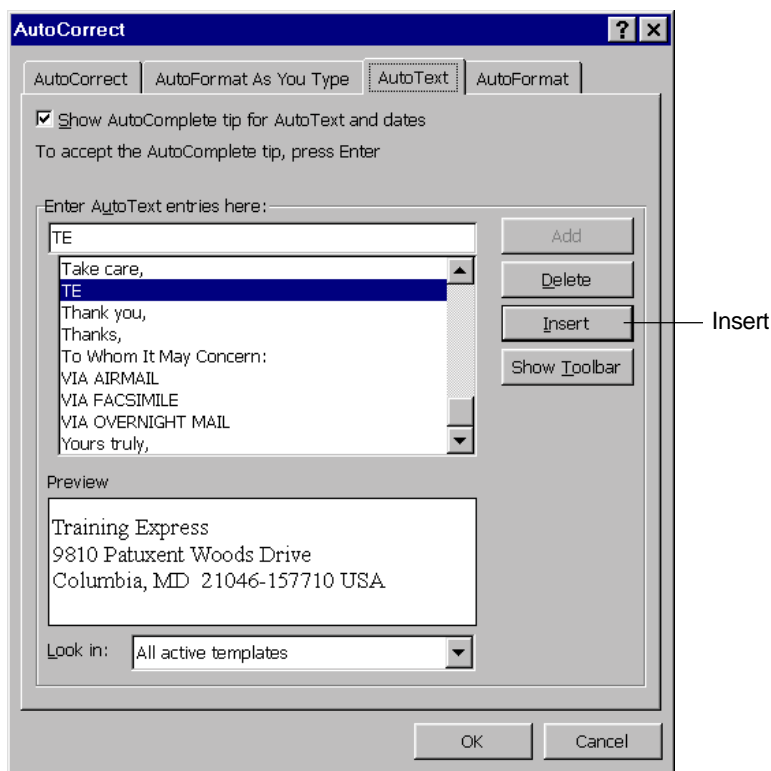 AutoCorrect
AutoCorrect AutoFormat As You Type AutoText AutoFormat
Show AutoComplete tip for AutoText and dates
To accept the AutoComplete tip, press Enter
Enter AutoText entries here:
TE
Add
Take care,
TE
Thank you,
Thanks,
To Whom It May Concern:
VIA AIRMAIL
VIA FACSIMILE
VIA OVERNIGHT MAIL
Yours truly,
Delete
Insert
Insert
Show Toolbar
Preview
Training Express
9810 Patuxent Woods Drive
Columbia, MD  21046-157710 USA
Look in: All active templates
OK Cancel